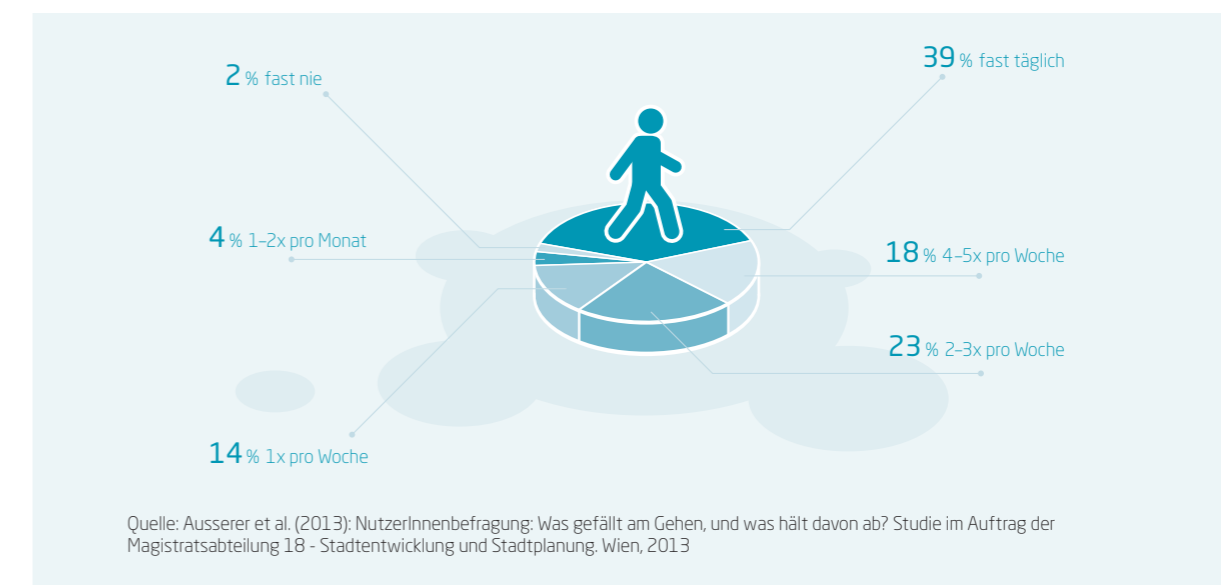 2 % fast nie
39 % fast täglich
4 % 1–2x pro Monat
18 % 4–5x pro Woche
23 % 2–3x pro Woche
14 % 1x pro Woche
Quelle: Ausserer et al. (2013): NutzerInnenbefragung: Was gefällt am Gehen, und was hält davon ab? Studie im Auftrag der
Magistratsabteilung 18 - Stadtentwicklung und Stadtplanung. Wien, 2013